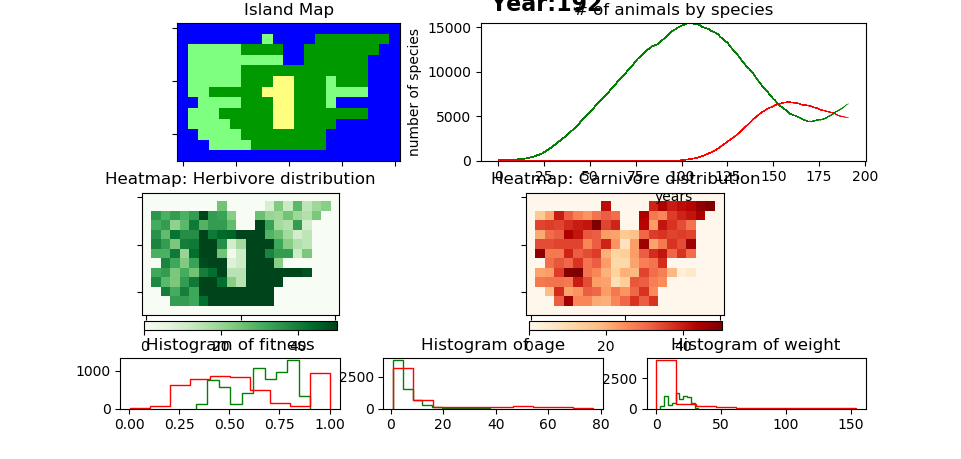 Year:192
Island Map
# of animals by species
number of species
15000
10000
5000
0
0 25 50 75 100 125 150 175 200
years
Heatmap: Herbivore distribution
Heatmap: Carnivore distribution
0 20 40
0 20 40
Histogram of fitness
Histogram of age
Histogram of weight
1000
0
0.00 0.25 0.50 0.75 1.00
2500
0
0 20 40 60 80
2500
0
0 50 100 150